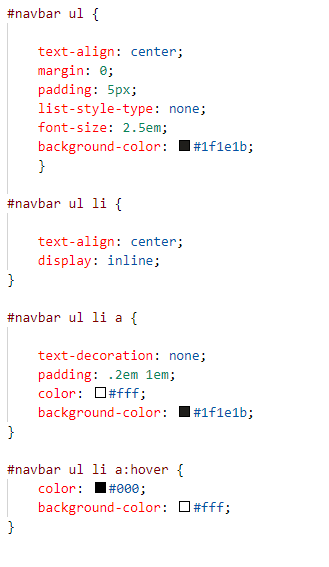 #navbar ul {
text-align: center;
margin: 0;
padding: 5px;
list-style-type: none;
font-size: 2.5em;
background-color: #1f1e1b;
}
#navbar ul li {
text-align: center;
display: inline;
}
#navbar ul li a {
text-decoration: none;
padding: .2em 1em;
color: #fff;
background-color: #1f1e1b;
}
#navbar ul li a:hover {
color: #000;
background-color: #fff;
}